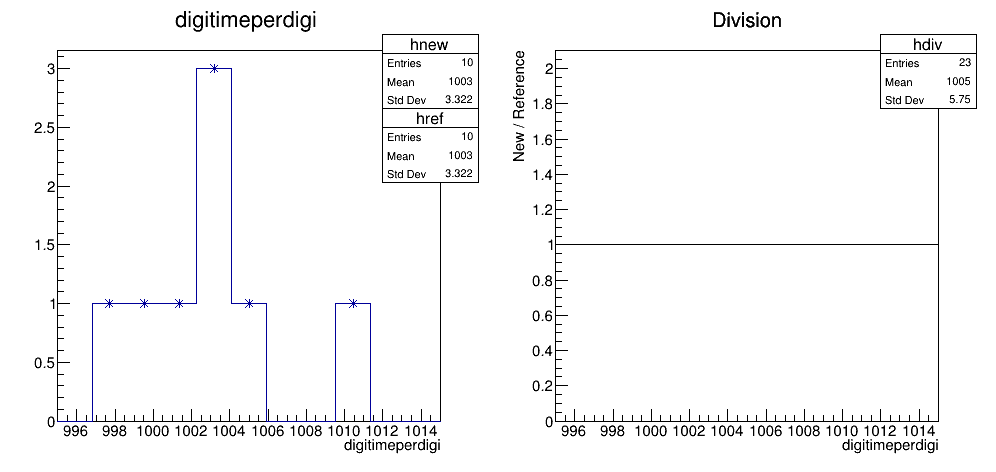 digitimeperdigi
hnew
Entries 10
Mean 1003
Std Dev 3.322
href
Entries 10
Mean 1003
Std Dev 3.322
3
2.5
2
1.5
1
0.5
0
996 998 1000 1002 1004 1006 1008 1010 1012 1014
digitimeperdigi
Division
hdiv
Entries 23
Mean 1005
Std Dev 5.75
New / Reference
2
1.8
1.6
1.4
1.2
1
0.8
0.6
0.4
0.2
0
996 998 1000 1002 1004 1006 1008 1010 1012 1014
digitimeperdigi